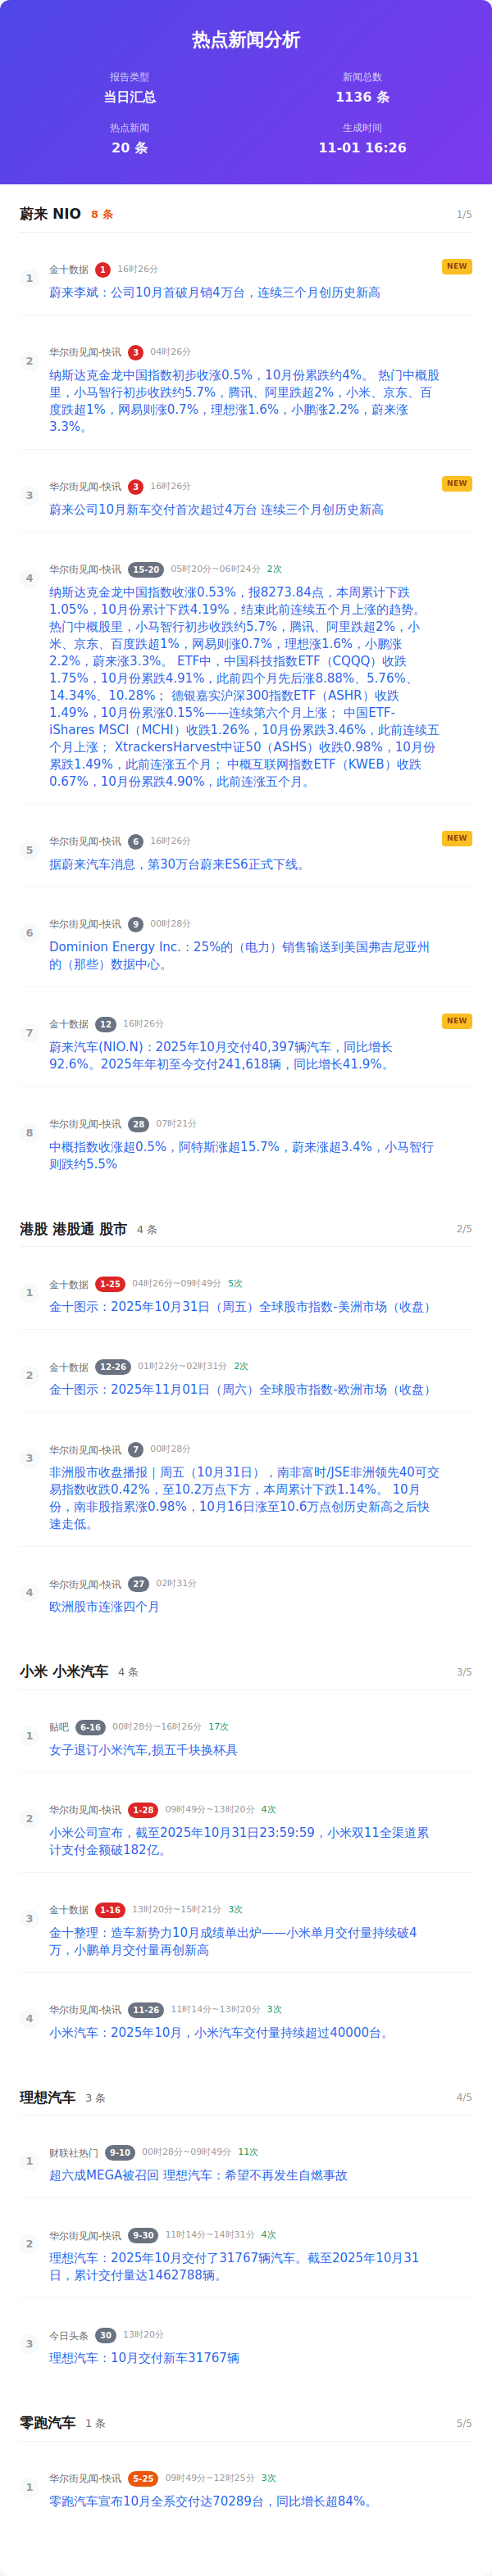 热点新闻分析
报告类型
新闻总数
当日汇总
1136 条
热点新闻
生成时间
20 条
11-01 16:26
蔚来 NIO 8 条 1/5
1 金十数据 1 16时26分 NEW
蔚来李斌：公司10月首破月销4万台，连续三个月创历史新高
2 华尔街见闻-快讯 3 04时26分
纳斯达克金龙中国指数初步收涨0.5%，10月份累跌约4%。 热门中概股
里，小马智行初步收跌约5.7%，腾讯、阿里跌超2%，小米、京东、百
度跌超1%，网易则涨0.7%，理想涨1.6%，小鹏涨2.2%，蔚来涨
3.3%。
3 华尔街见闻-快讯 3 16时26分 NEW
蔚来公司10月新车交付首次超过4万台 连续三个月创历史新高
4 华尔街见闻-快讯 15-20 05时20分~06时24分 2次
纳斯达克金龙中国指数收涨0.53%，报8273.84点，本周累计下跌
1.05%，10月份累计下跌4.19%，结束此前连续五个月上涨的趋势。
热门中概股里，小马智行初步收跌约5.7%，腾讯、阿里跌超2%，小
米、京东、百度跌超1%，网易则涨0.7%，理想涨1.6%，小鹏涨
2.2%，蔚来涨3.3%。 ETF中，中国科技指数ETF（CQQQ）收跌
1.75%，10月份累跌4.91%，此前四个月先后涨8.88%、5.76%、
14.34%、10.28%； 德银嘉实沪深300指数ETF（ASHR）收跌
1.49%，10月份累涨0.15%——连续第六个月上涨； 中国ETF-
iShares MSCI（MCHI）收跌1.26%，10月份累跌3.46%，此前连续五
个月上涨； XtrackersHarvest中证50（ASHS）收跌0.98%，10月份
累跌1.49%，此前连涨五个月； 中概互联网指数ETF（KWEB）收跌
0.67%，10月份累跌4.90%，此前连涨五个月。
5 华尔街见闻-快讯 6 16时26分 NEW
据蔚来汽车消息，第30万台蔚来ES6正式下线。
6 华尔街见闻-快讯 9 00时28分
Dominion Energy Inc.：25%的（电力）销售输送到美国弗吉尼亚州
的（那些）数据中心。
7 金十数据 12 16时26分 NEW
蔚来汽车(NIO.N)：2025年10月交付40,397辆汽车，同比增长
92.6%。2025年年初至今交付241,618辆，同比增长41.9%。
8 华尔街见闻-快讯 28 07时21分
中概指数收涨超0.5%，阿特斯涨超15.7%，蔚来涨超3.4%，小马智行
则跌约5.5%
港股 港股通 股市 4 条 2/5
1 金十数据 1-25 04时26分~09时49分 5次
金十图示：2025年10月31日（周五）全球股市指数-美洲市场（收盘）
2 金十数据 12-26 01时22分~02时31分 2次
金十图示：2025年11月01日（周六）全球股市指数-欧洲市场（收盘）
3 华尔街见闻-快讯 7 00时28分
非洲股市收盘播报｜周五（10月31日），南非富时/JSE非洲领先40可交
易指数收跌0.42%，至10.2万点下方，本周累计下跌1.14%。 10月
份，南非股指累涨0.98%，10月16日涨至10.6万点创历史新高之后快
速走低。
4 华尔街见闻-快讯 27 02时31分
欧洲股市连涨四个月
小米 小米汽车 4 条 3/5
1 贴吧 6-16 00时28分~16时26分 17次
女子退订小米汽车,损五千块换杯具
2 华尔街见闻-快讯 1-28 09时49分~13时20分 4次
小米公司宣布，截至2025年10月31日23:59:59，小米双11全渠道累
计支付金额破182亿。
3 金十数据 1-16 13时20分~15时21分 3次
金十整理：造车新势力10月成绩单出炉——小米单月交付量持续破4
万，小鹏单月交付量再创新高
4 华尔街见闻-快讯 11-26 11时14分~13时20分 3次
小米汽车：2025年10月，小米汽车交付量持续超过40000台。
理想汽车 3 条 4/5
1 财联社热门 9-10 00时28分~09时49分 11次
超六成MEGA被召回 理想汽车：希望不再发生自燃事故
2 华尔街见闻-快讯 9-30 11时14分~14时31分 4次
理想汽车：2025年10月交付了31767辆汽车。截至2025年10月31
日，累计交付量达1462788辆。
3 今日头条 30 13时20分
理想汽车：10月交付新车31767辆
零跑汽车 1 条 5/5
1 华尔街见闻-快讯 5-25 09时49分~12时25分 3次
零跑汽车宣布10月全系交付达70289台，同比增长超84%。